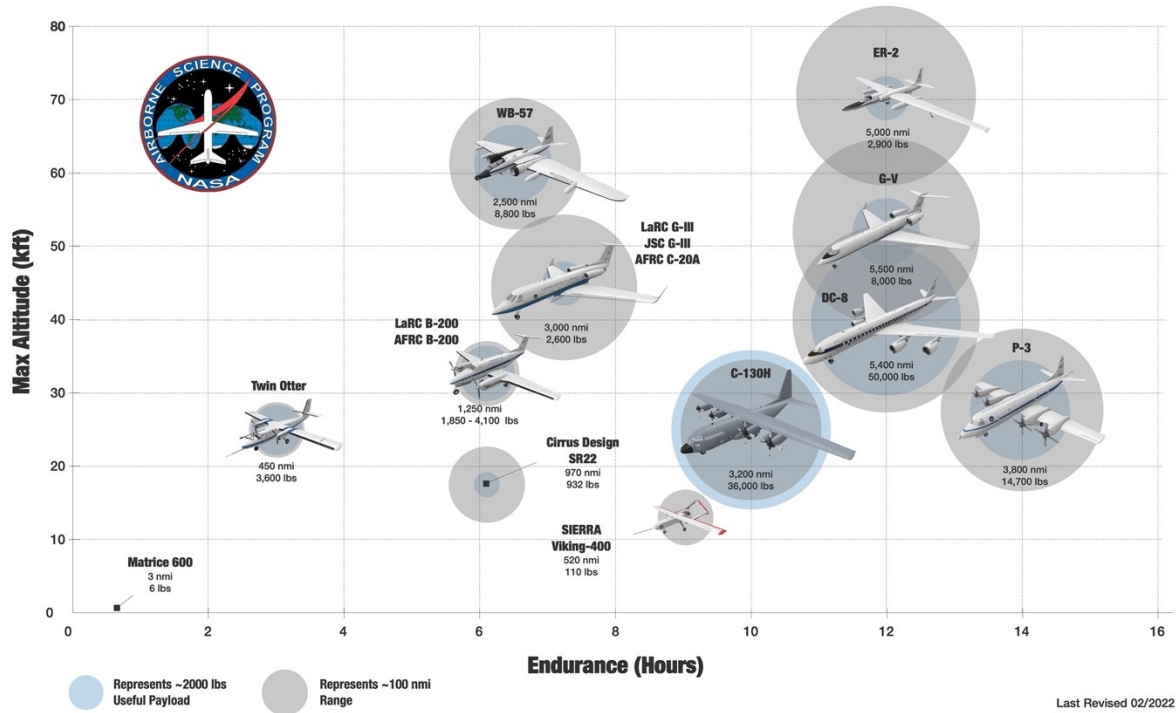 80
70
60
50
40
30
20
10
0
Max Altitude (kft)
AIRBORNE SCIENCE PROGRAM
NASA
ER-2
5,000 nmi
2,900 lbs
WB-57
2,500 nmi
8,800 lbs
G-V
5,500 nmi
8,000 lbs
LaRC G-III
JSC G-III
AFRC C-20A
3,000 nmi
2,600 lbs
DC-8
5,400 nmi
50,000 lbs
LaRC B-200
AFRC B-200
1,250 nmi
1,850 - 4,100 lbs
P-3
3,800 nmi
14,700 lbs
C-130H
3,200 nmi
36,000 lbs
Twin Otter
450 nmi
3,600 lbs
Cirrus Design
SR22
970 nmi
932 lbs
SIERRA
Viking-400
520 nmi
110 lbs
Matrice 600
3 nmi
6 lbs
0 2 4 6 8 10 12 14 16
Endurance (Hours)
Represents ~2000 lbs
Useful Payload
Represents ~100 nmi
Range
Last Revised 02/2022